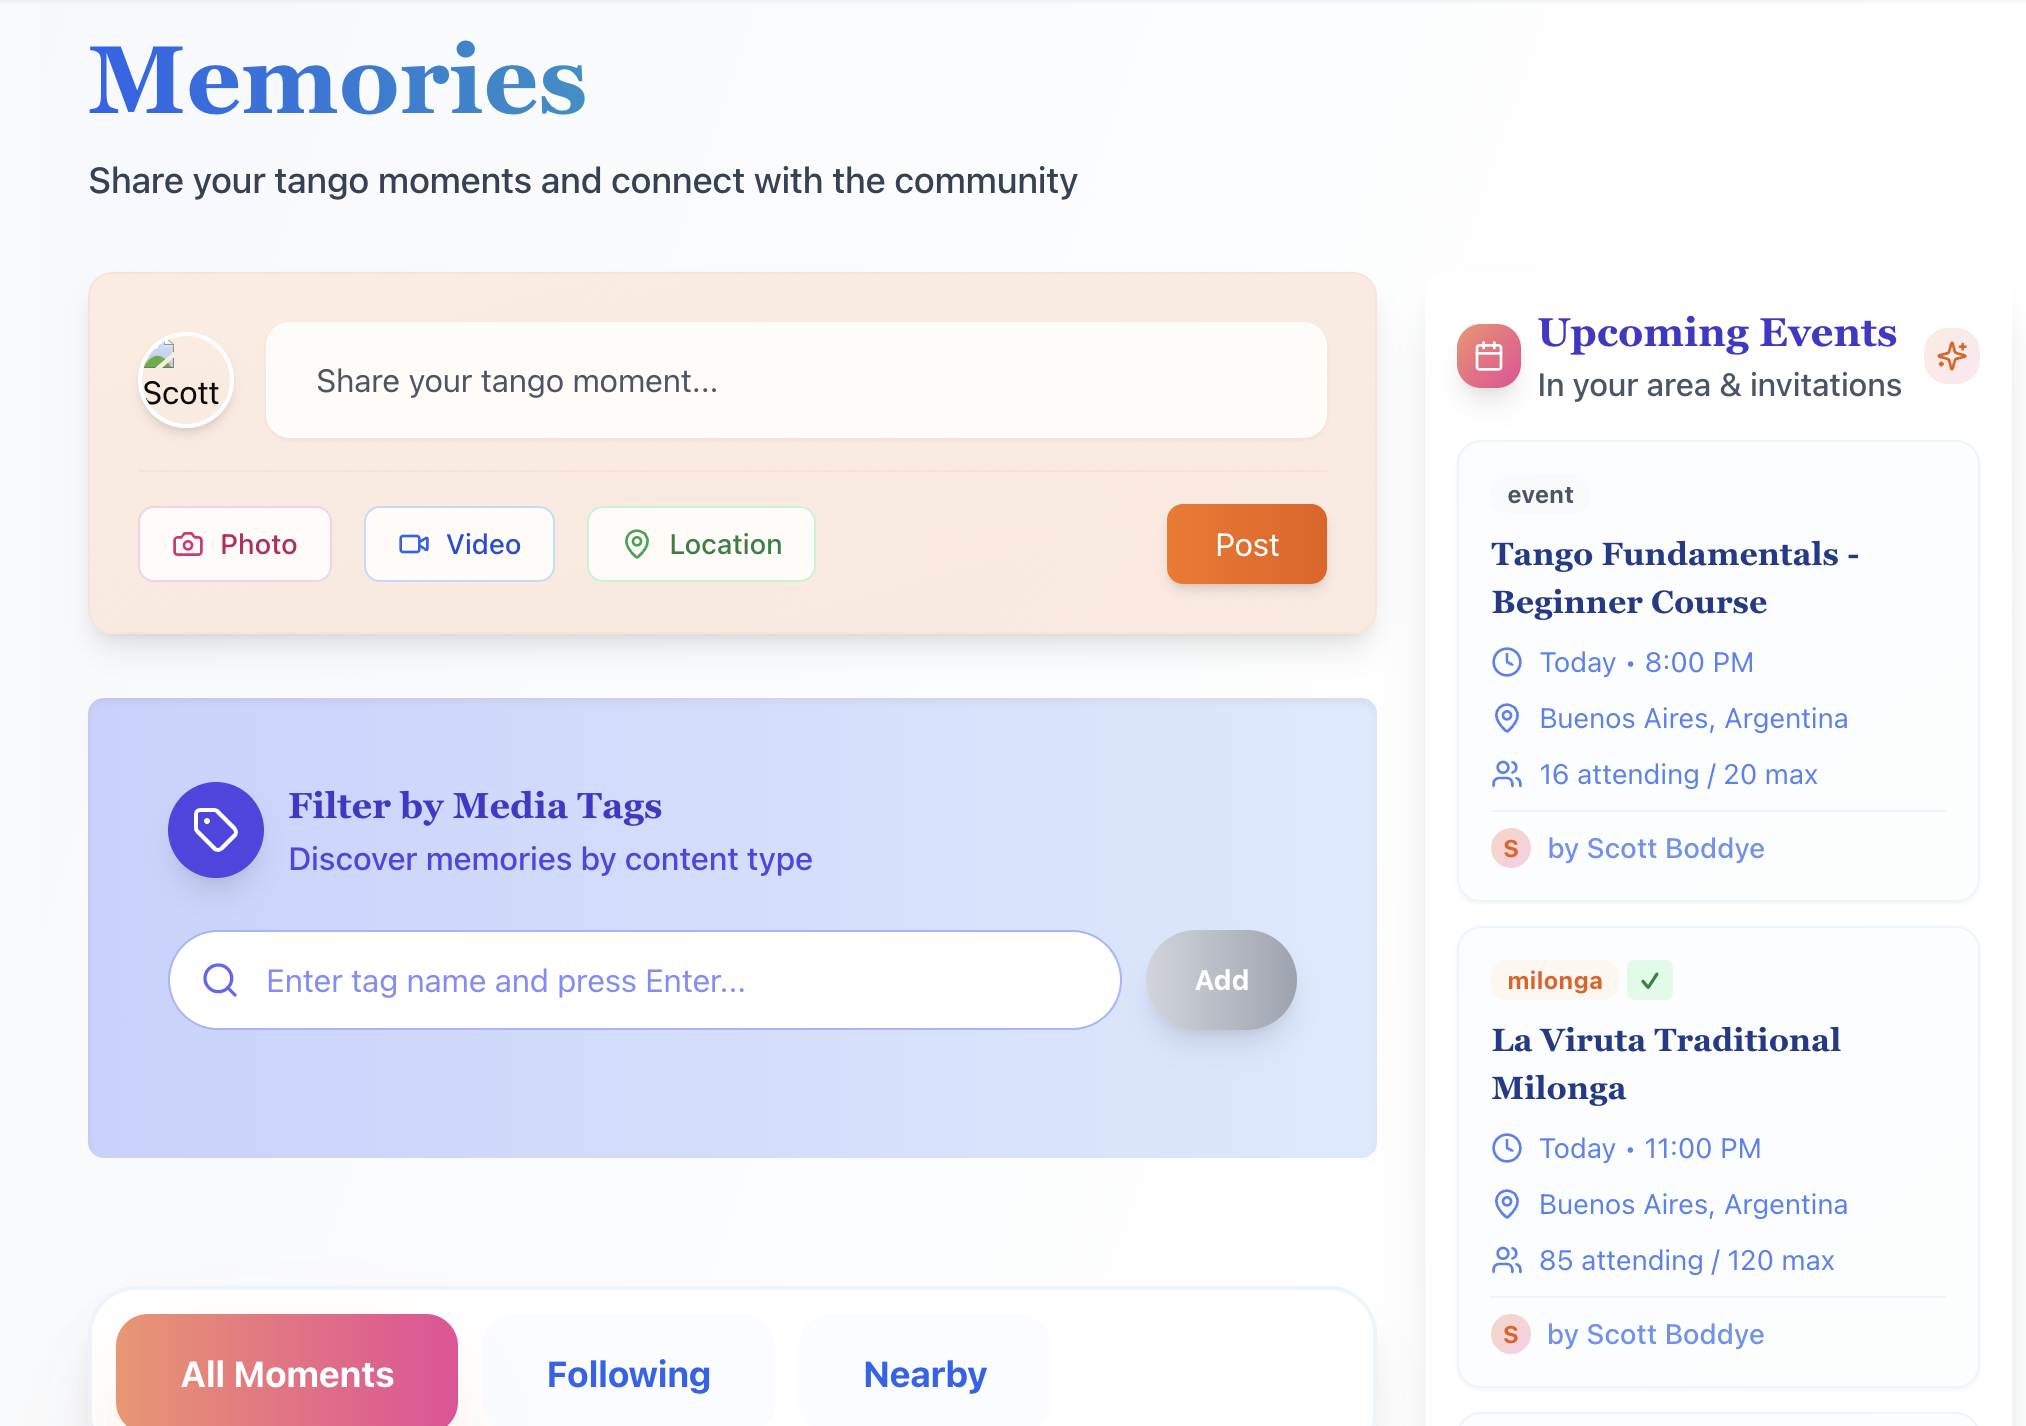 Memories
Share your tango moments and connect with the community
Scott
Share your tango moment...
Photo
Video
Location
Post
Filter by Media Tags
Discover memories by content type
Enter tag name and press Enter...
Add
All Moments
Following
Nearby
Upcoming Events
In your area & invitations
event
Tango Fundamentals -
Beginner Course
Today • 8:00 PM
Buenos Aires, Argentina
16 attending / 20 max
S by Scott Boddye
milonga
La Viruta Traditional
Milonga
Today • 11:00 PM
Buenos Aires, Argentina
85 attending / 120 max
S by Scott Boddye